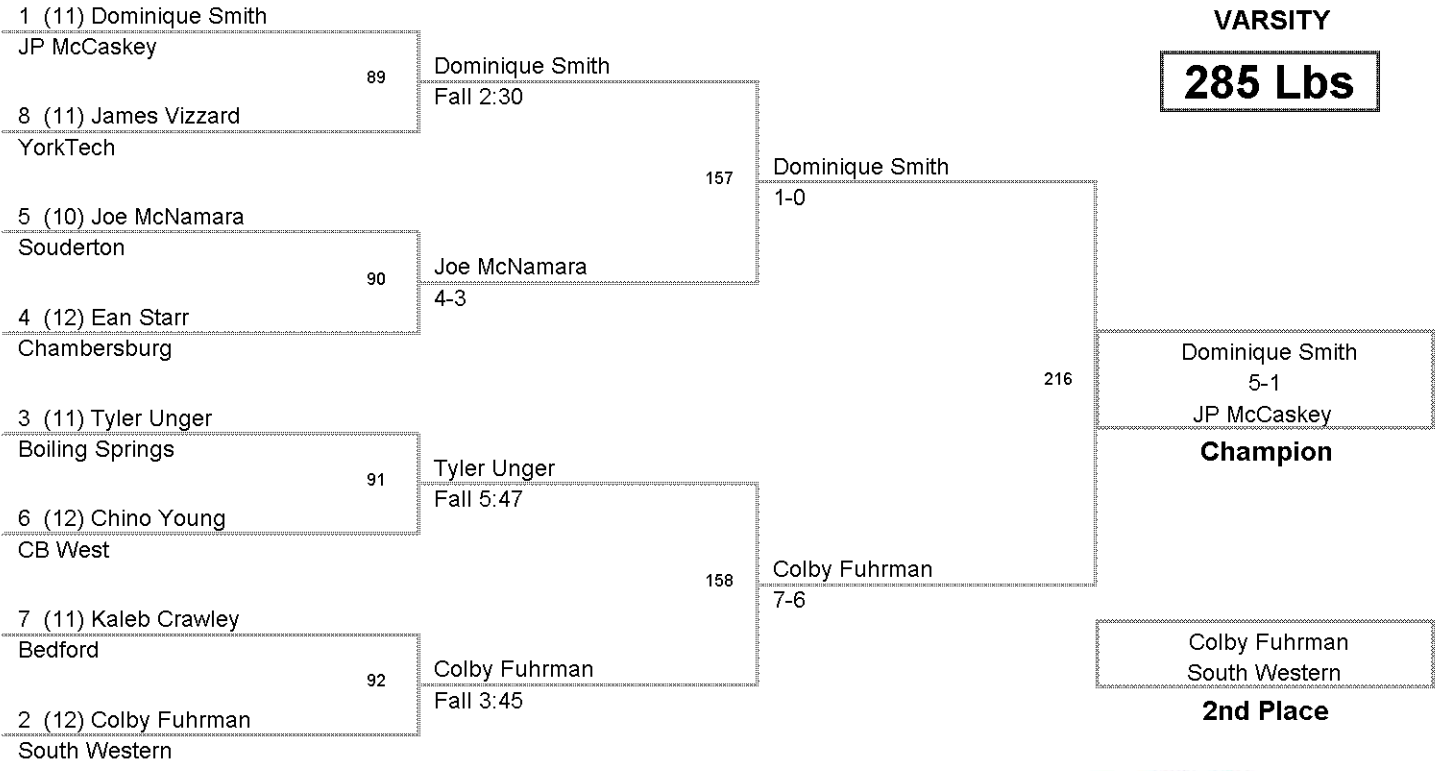 1 (11) Dominique Smith
JP McCaskey
89
8 (11) James Vizzard
YorkTech
5 (10) Joe McNamara
Souderton
90
4 (12) Ean Starr
Chambersburg
3 (11) Tyler Unger
Boiling Springs
91
6 (12) Chino Young
CB West
7 (11) Kaleb Crawley
Bedford
92
2 (12) Colby Fuhrman
South Western
Dominique Smith
Fall 2:30
157
Joe McNamara
4-3
Tyler Unger
Fall 5:47
158
Colby Fuhrman
Fall 3:45
Dominique Smith
1-0
216
Colby Fuhrman
7-6
VARSITY
285 Lbs
Dominique Smith
5-1
JP McCaskey
Champion
Colby Fuhrman
South Western
2nd Place